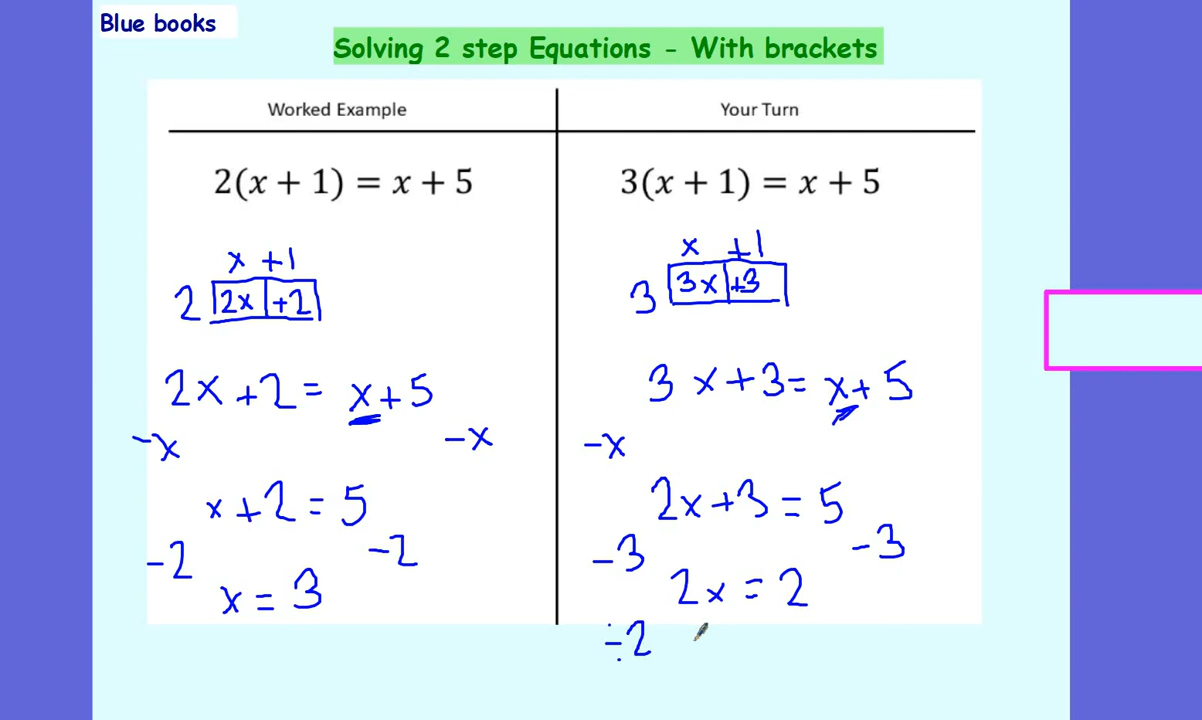 Blue books
Solving 2 step Equations - With brackets
Worked Example
2(x + 1) = x + 5
x +1
2 2x +2
2x +2 = x+5
-x -x
x +2 = 5
-2 -2
x = 3
Your Turn
3(x + 1) = x + 5
x +1
3 3x +3
3x+3= x+5
-x
2x+3 = 5
-3 -3
2x = 2
÷2